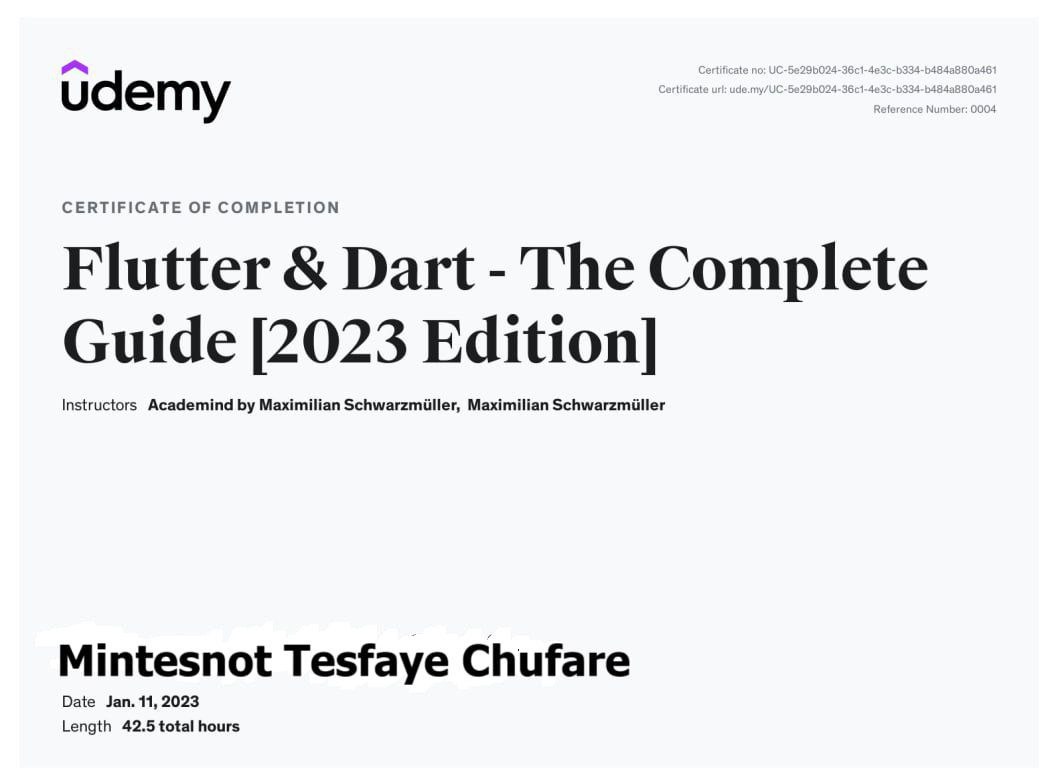 udemy
Certificate no: UC-5e29b024-36c1-4e3c-b334-b484a880a461
Certificate url: ude.my/UC-5e29b024-36c1-4e3c-b334-b484a880a461
Reference Number: 0004
CERTIFICATE OF COMPLETION
Flutter & Dart - The Complete
Guide [2023 Edition]
Instructors Academind by Maximilian Schwarzmüller, Maximilian Schwarzmüller
Mintesnot Tesfaye Chufare
Date Jan. 11, 2023
Length 42.5 total hours